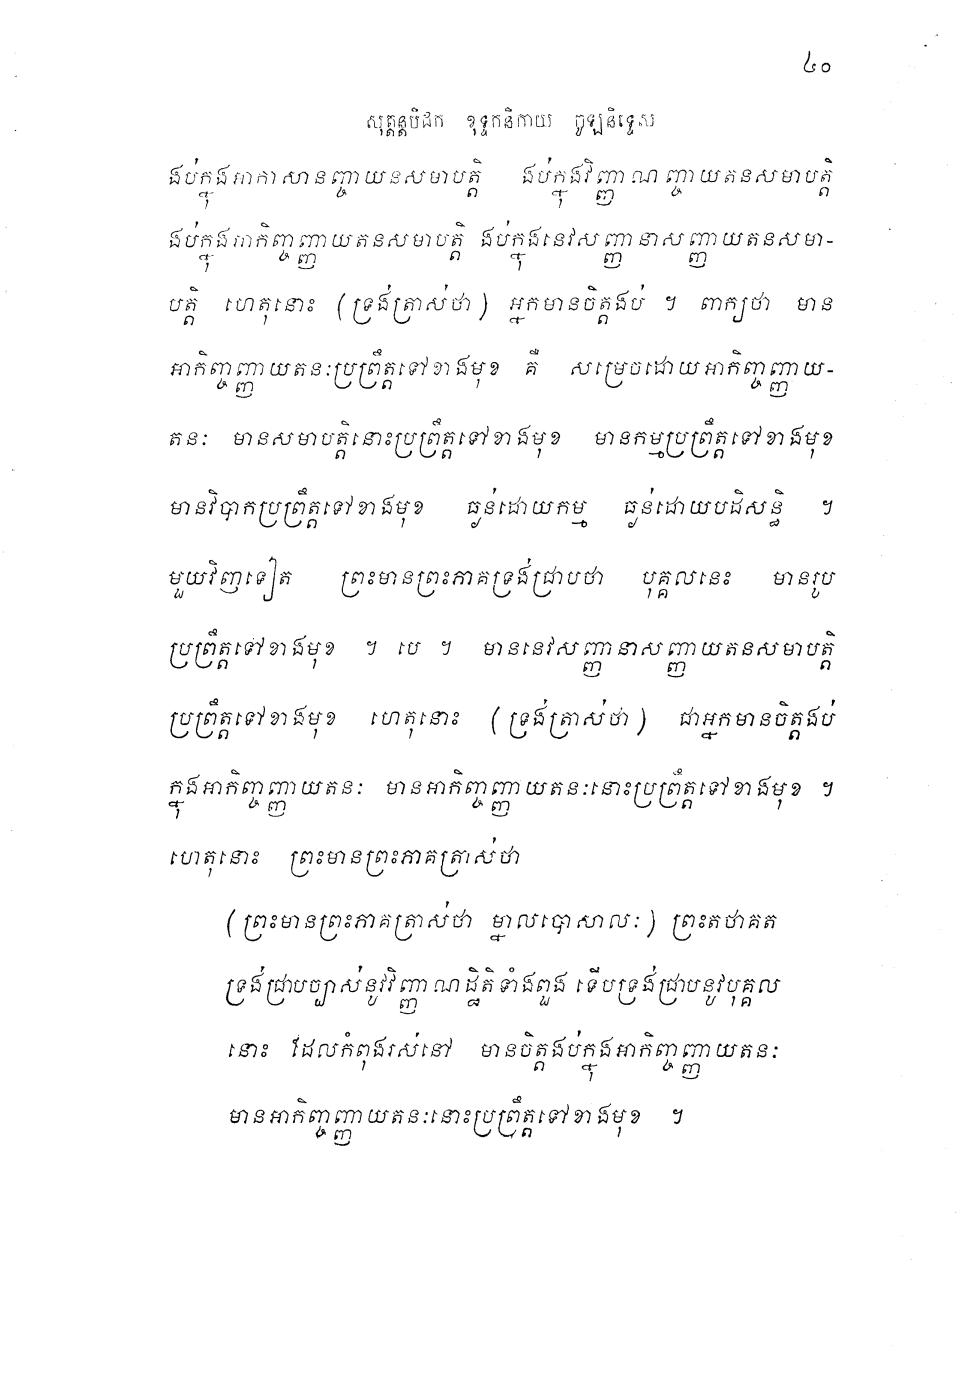 ៤០
សុត្តន្តបិដក ខុទ្ទកនិកាយ ចូឡនិទ្ទេស
ងប់ក្នុងអាកាសានញ្ចាយនសមាបត្តិ ងប់ក្នុងវិញ្ញាណញ្ចាយតនសមាបត្តិ
ងប់ក្នុងអាកិញ្ចញ្ញាយតនសមាបត្តិ ងប់ក្នុងនេវសញ្ញានាសញ្ញាយតនសមា-
បត្តិ ហេតុនោះ (ទ្រង់ត្រាស់ថា) អ្នកមានចិត្តងប់ ។ ពាក្យថា មាន
អាកិញ្ចញ្ញាយតនៈប្រព្រឹត្តទៅខាងមុខ គឺ សម្រេចដោយអាកិញ្ចញ្ញាយ-
តនៈ មានសមាបត្តិនោះប្រព្រឹត្តទៅខាងមុខ មានកម្មប្រព្រឹត្តទៅខាងមុខ
មានវិបាកប្រព្រឹត្តទៅខាងមុខ ធ្ងន់ដោយកម្ម ធ្ងន់ដោយបដិសន្ធិ ។
មួយវិញទៀត ព្រះមានព្រះភាគទ្រង់ជ្រាបថា បុគ្គលនេះ មានរូប
ប្រព្រឹត្តទៅខាងមុខ ។ បេ ។ មាននេវសញ្ញានាសញ្ញាយតនសមាបត្តិ
ប្រព្រឹត្តទៅខាងមុខ ហេតុនោះ (ទ្រង់ត្រាស់ថា) ជាអ្នកមានចិត្តងប់
ក្នុងអាកិញ្ចញ្ញាយតនៈ មានអាកិញ្ចញ្ញាយតនៈនោះប្រព្រឹត្តទៅខាងមុខ ។
ហេតុនោះ ព្រះមានព្រះភាគត្រាស់ថា
(ព្រះមានព្រះភាគត្រាស់ថា ម្នាលបោសាលៈ) ព្រះតថាគត
ទ្រង់ជ្រាបច្បាស់នូវវិញ្ញាណដ្ឋិតិទាំងពួង ទើបទ្រង់ជ្រាបនូវបុគ្គល
នោះ ដែលកំពុងរស់នៅ មានចិត្តងប់ក្នុងអាកិញ្ចញ្ញាយតនៈ
មានអាកិញ្ចញ្ញាយតនៈនោះប្រព្រឹត្តទៅខាងមុខ ។